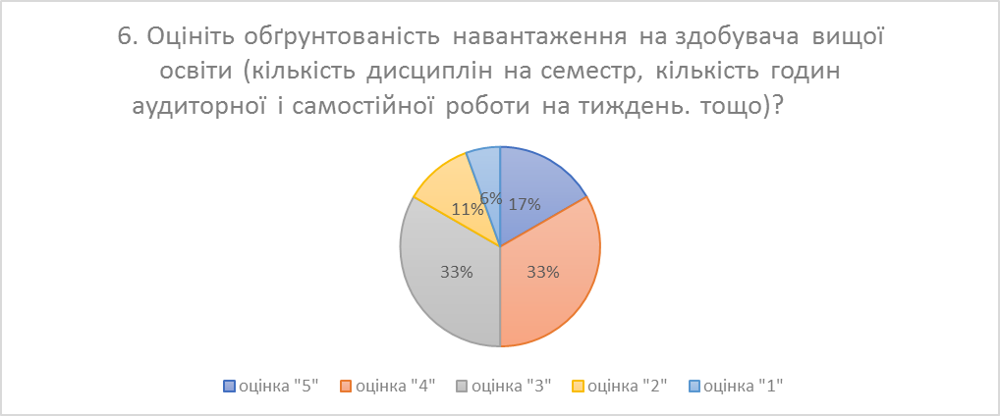 6. Оцініть обґрунтованість навантаження на здобувача вищої
освіти (кількість дисциплін на семестр, кількість годин
аудиторної і самостійної роботи на тиждень. тощо)?
6%
17%
11%
33%
33%
оцінка "5" оцінка "4" оцінка "3" оцінка "2" оцінка "1"